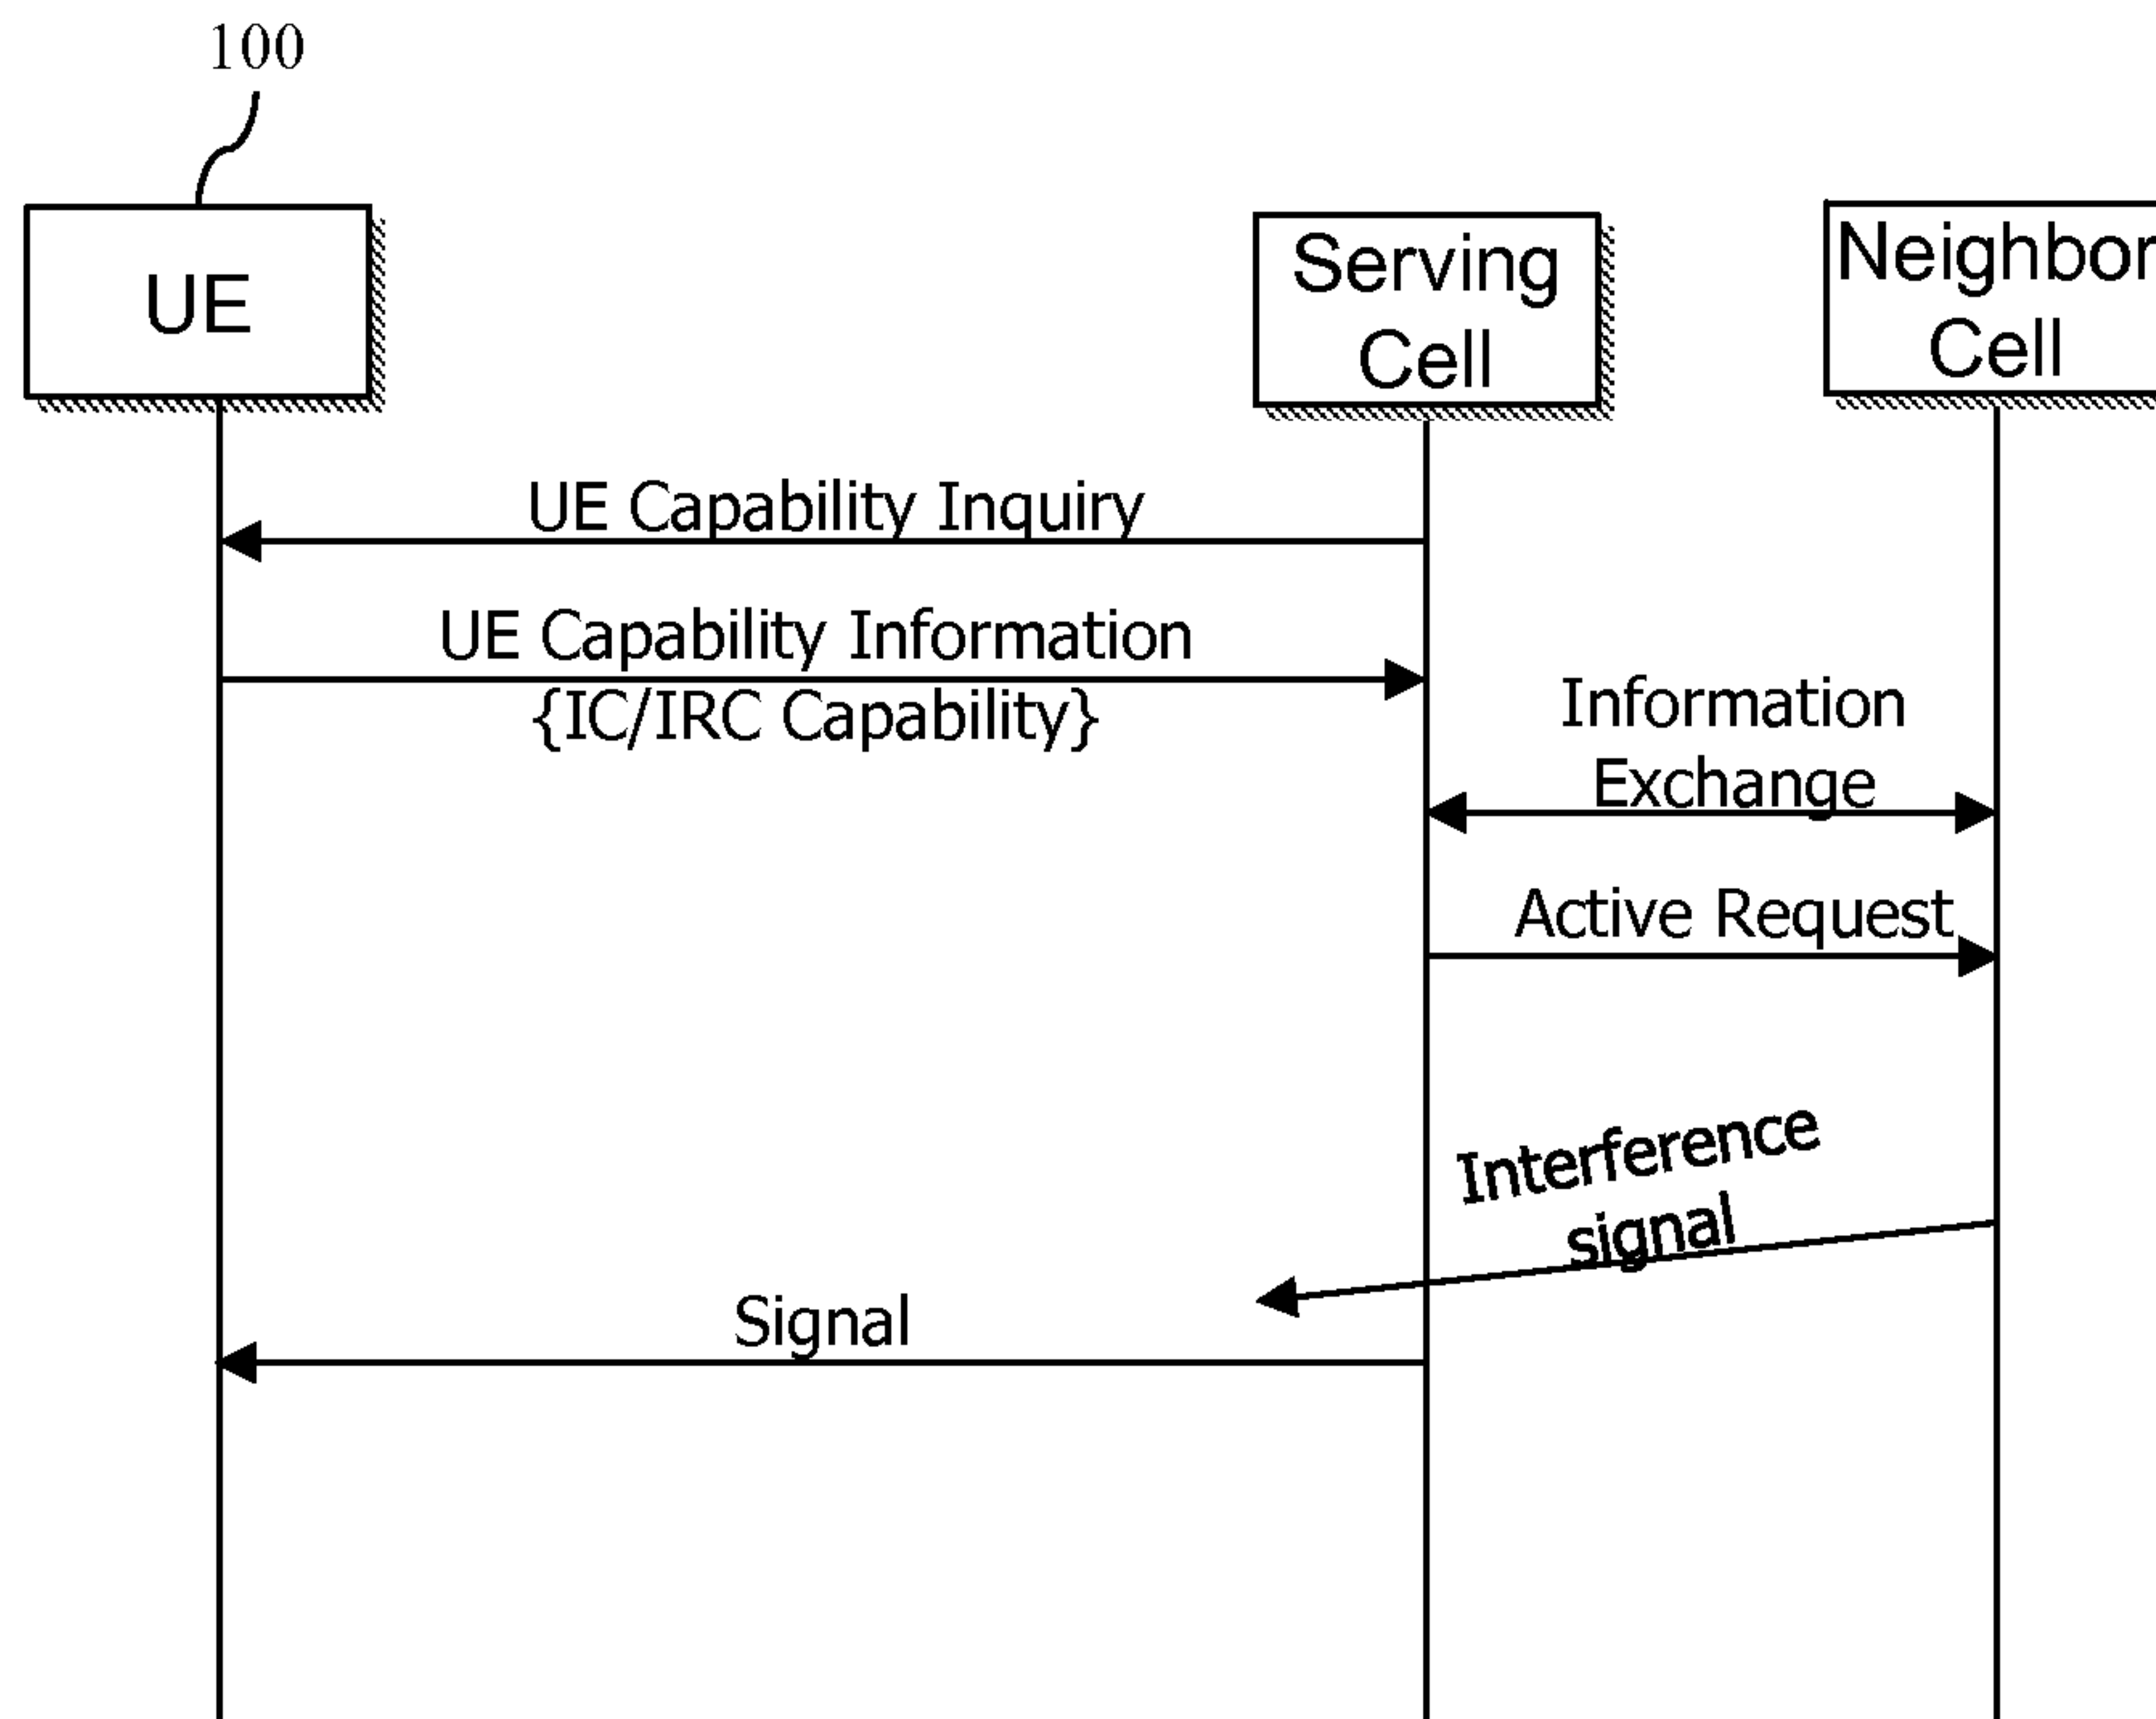 100
UE
Serving
Cell
Neighbor
Cell
UE Capability Inquiry
UE Capability Information
{IC/IRC Capability}
Information
Exchange
Active Request
Interference
signal
Signal